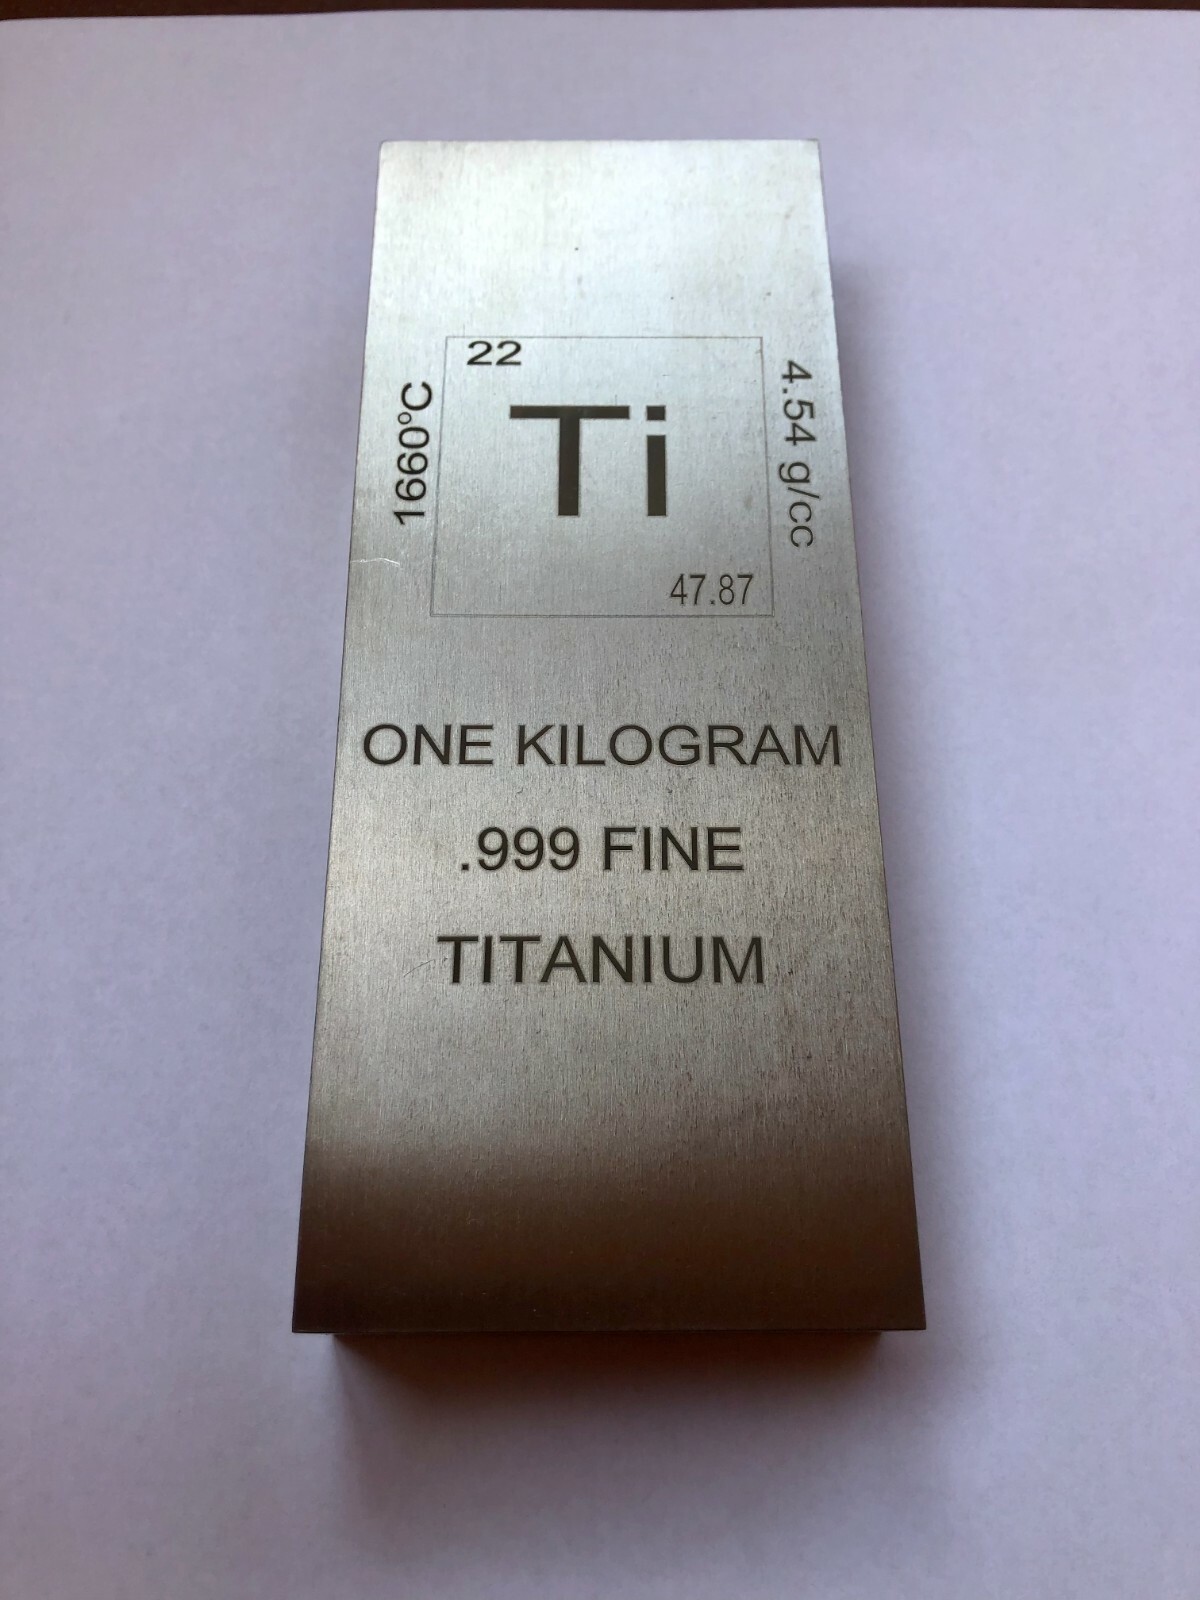 22
Ti
47.87
1660°C
4.54 g/cc
ONE KILOGRAM
.999 FINE
TITANIUM